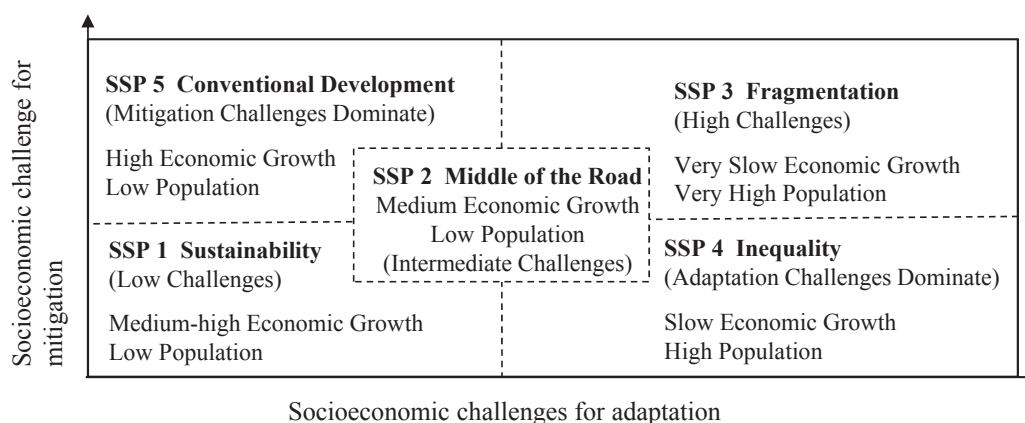 Socioeconomic challenge for
mitigation
SSP 5 Conventional Development
(Mitigation Challenges Dominate)
High Economic Growth
Low Population
SSP 3 Fragmentation
(High Challenges)
Very Slow Economic Growth
Very High Population
SSP 2 Middle of the Road
Medium Economic Growth
Low Population
(Intermediate Challenges)
SSP 1 Sustainability
(Low Challenges)
Medium-high Economic Growth
Low Population
SSP 4 Inequality
(Adaptation Challenges Dominate)
Slow Economic Growth
High Population
Socioeconomic challenges for adaptation